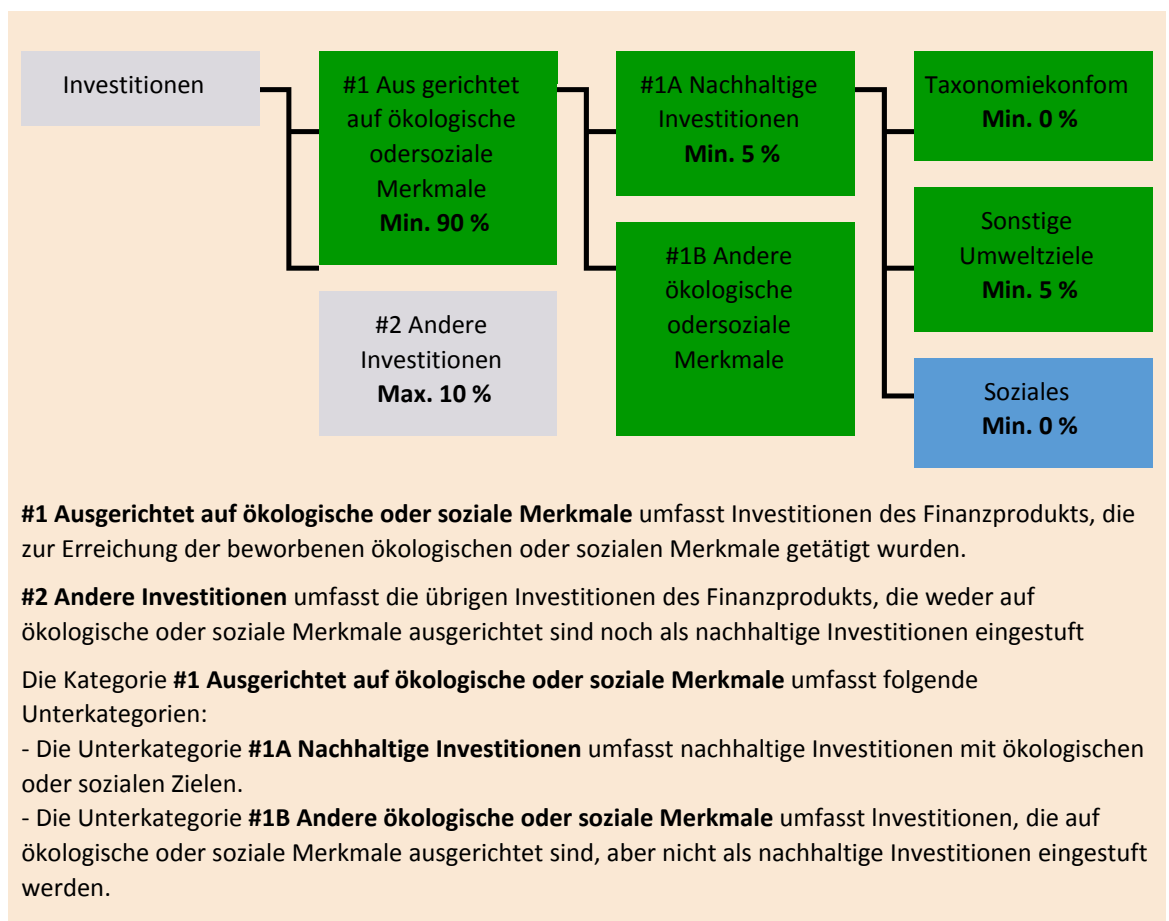 Investitionen
#1 Aus gerichtet
auf ökologische
odersoziale
Merkmale
Min. 90 %
#2 Andere
Investitionen
Max. 10 %
#1A Nachhaltige
Investitionen
Min. 5 %
#1B Andere
ökologische
odersoziale
Merkmale
Taxonomiekonfom
Min. 0 %
Sonstige
Umweltziele
Min. 5 %
Soziales
Min. 0 %
#1 Ausgerichtet auf ökologische oder soziale Merkmale umfasst Investitionen des Finanzprodukts, die
zur Erreichung der beworbenen ökologischen oder sozialen Merkmale getätigt wurden.
#2 Andere Investitionen umfasst die übrigen Investitionen des Finanzprodukts, die weder auf
ökologische oder soziale Merkmale ausgerichtet sind noch als nachhaltige Investitionen eingestuft
Die Kategorie #1 Ausgerichtet auf ökologische oder soziale Merkmale umfasst folgende
Unterkategorien:
- Die Unterkategorie #1A Nachhaltige Investitionen umfasst nachhaltige Investitionen mit ökologischen
oder sozialen Zielen.
- Die Unterkategorie #1B Andere ökologische oder soziale Merkmale umfasst lnvestitionen, die auf
ökologische oder soziale Merkmale ausgerichtet sind, aber nicht als nachhaltige Investitionen eingestuft
werden.